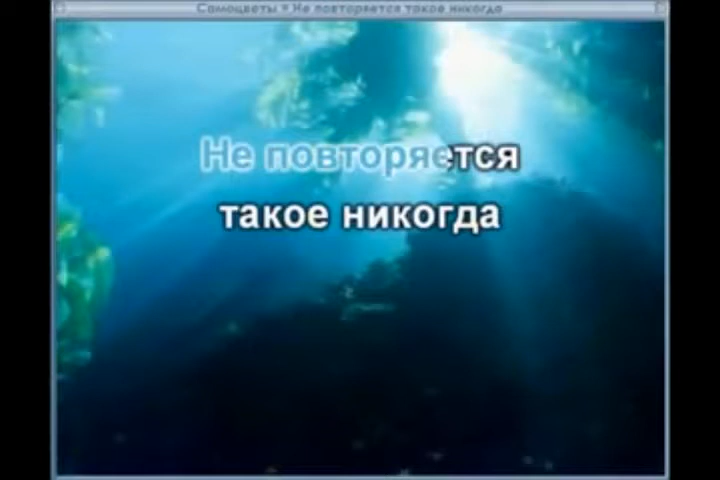 Самоцветы * Не повторяется такое никогда
Не повторяется
такое никогда